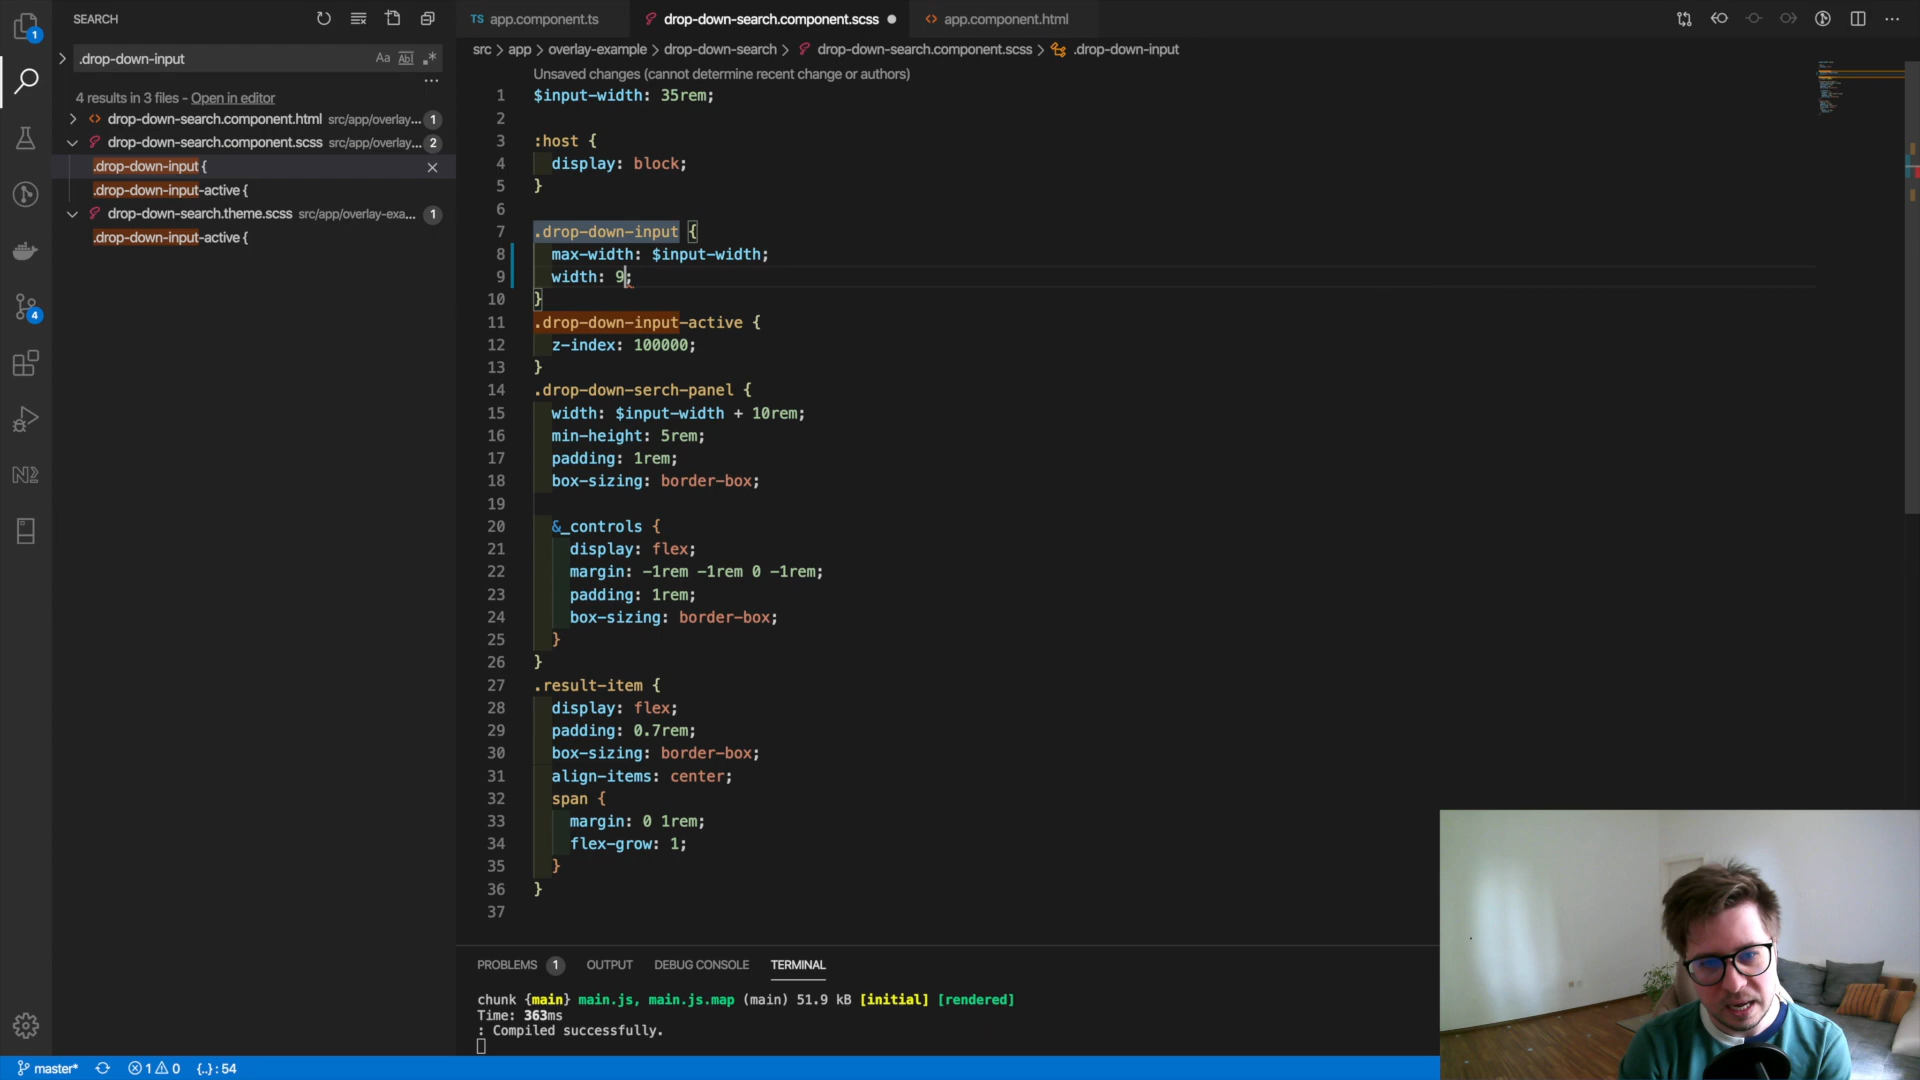 1
SEARCH
.drop-down-input
Aa
Abl
.*
4 results in 3 files - Open in editor
drop-down-search.component.html src/app/overlay... 1
drop-down-search.component.scss src/app/overlay... 2
.drop-down-input {
.drop-down-input-active {
drop-down-search.theme.scss src/app/overlay-exa... 1
.drop-down-input-active {
4
TS app.component.ts
drop-down-search.component.scss
app.component.html
src > app > overlay-example > drop-down-search > drop-down-search.component.scss > .drop-down-input
Unsaved changes (cannot determine recent change or authors)
1 $input-width: 35rem;
2
3 :host {
4 display: block;
5 }
6
7 .drop-down-input {
8 max-width: $input-width;
9 width: 9;
10 }
11 .drop-down-input-active {
12 z-index: 100000;
13 }
14 .drop-down-serch-panel {
15 width: $input-width + 10rem;
16 min-height: 5rem;
17 padding: 1rem;
18 box-sizing: border-box;
19
20 &_controls {
21 display: flex;
22 margin: -1rem -1rem 0 -1rem;
23 padding: 1rem;
24 box-sizing: border-box;
25 }
26 }
27 .result-item {
28 display: flex;
29 padding: 0.7rem;
30 box-sizing: border-box;
31 align-items: center;
32 span {
33 margin: 0 1rem;
34 flex-grow: 1;
35 }
36 }
37
PROBLEMS 1 OUTPUT DEBUG CONSOLE TERMINAL
chunk {main} main.js, main.js.map (main) 51.9 kB [initial] [rendered]
Time: 363ms
: Compiled successfully.
master* 1 0 {..} : 54